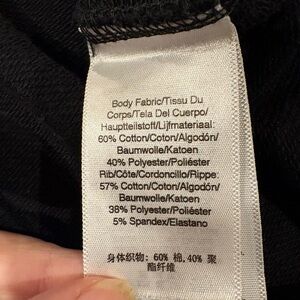 Body Fabric/Tissu Du
Corps/Tela Del Cuerpo/
Hauptteilstoff/Lijfmateriaal:
60% Cotton/Coton/Algodón/
Baumwolle/Katoen
40% Polyester/Poliéster
Rib/Côte/Cordoncillo/Rippe:
57% Cotton/Coton/Algodón/
Baumwolle/Katoen
38% Polyester/Poliéster
5% Spandex/Elastano
身体织物: 60% 棉,40% 聚
酯纤维